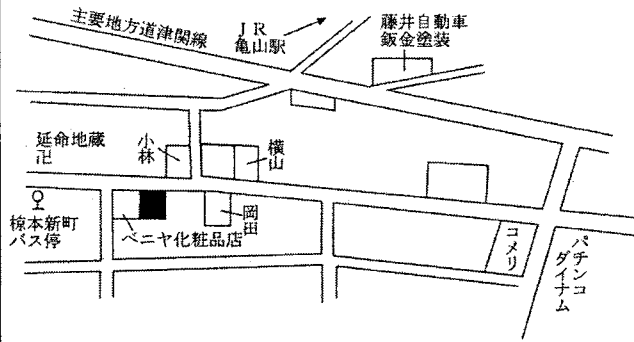 主要地方道津関線
JR
亀山駅
藤井自動車
鈑金塗装
延命地蔵
卍
小林
横山
椋本新町
バス停
ベニヤ化粧品店
岡田
コメリ
パチンコ
ダイナム